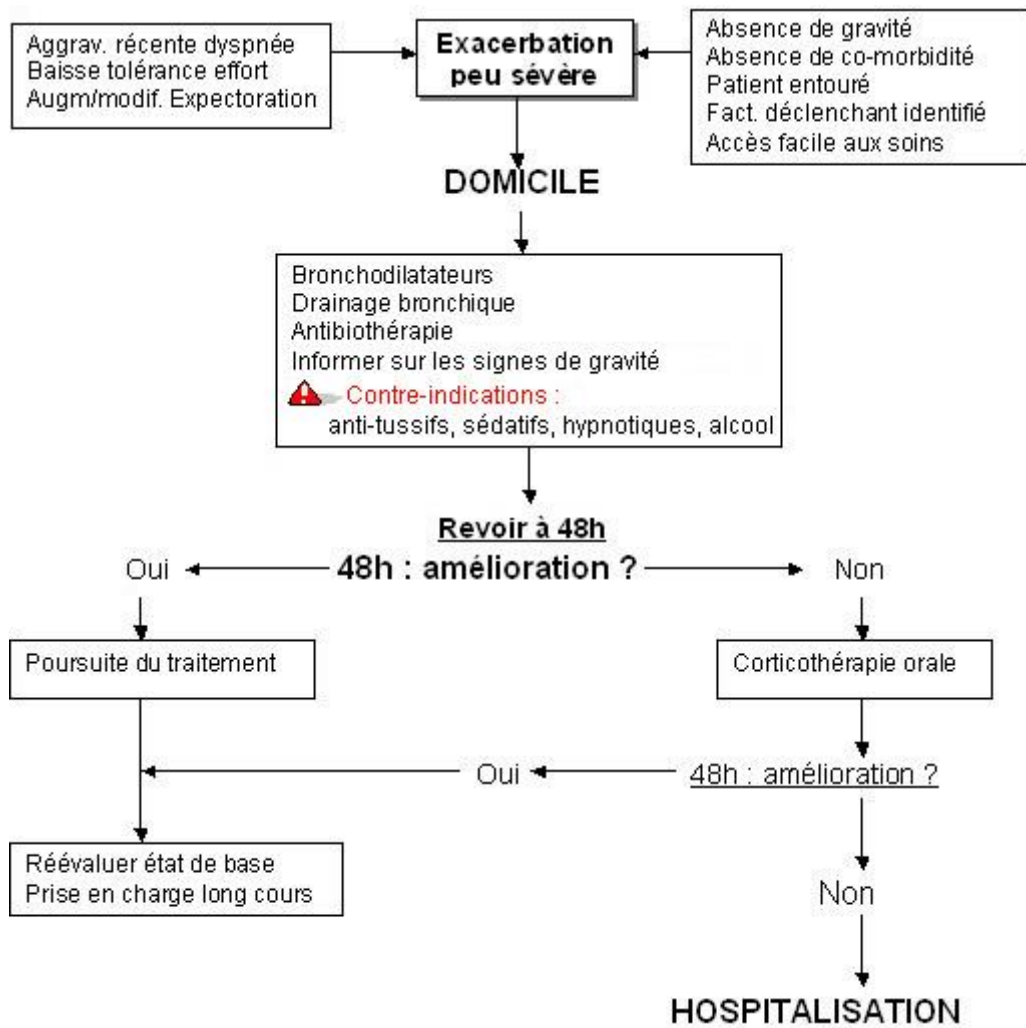 Aggrav. récente dyspnée
Baisse tolérance effort
Augm/modif. Expectoration
Exacerbation
peu sévère
Absence de gravité
Absence de co-morbidité
Patient entouré
Fact. déclenchant identifié
Accès facile aux soins
DOMICILE
Bronchodilatateurs
Drainage bronchique
Antibiothérapie
Informer sur les signes de gravité
Contre-indications :
anti-tussifs, sédatifs, hypnotiques, alcool
Revoir à 48h
Oui
48h : amélioration ?
Non
Poursuite du traitement
Corticothérapie orale
Oui
48h : amélioration ?
Réévaluer état de base
Prise en charge long cours
Non
HOSPITALISATION